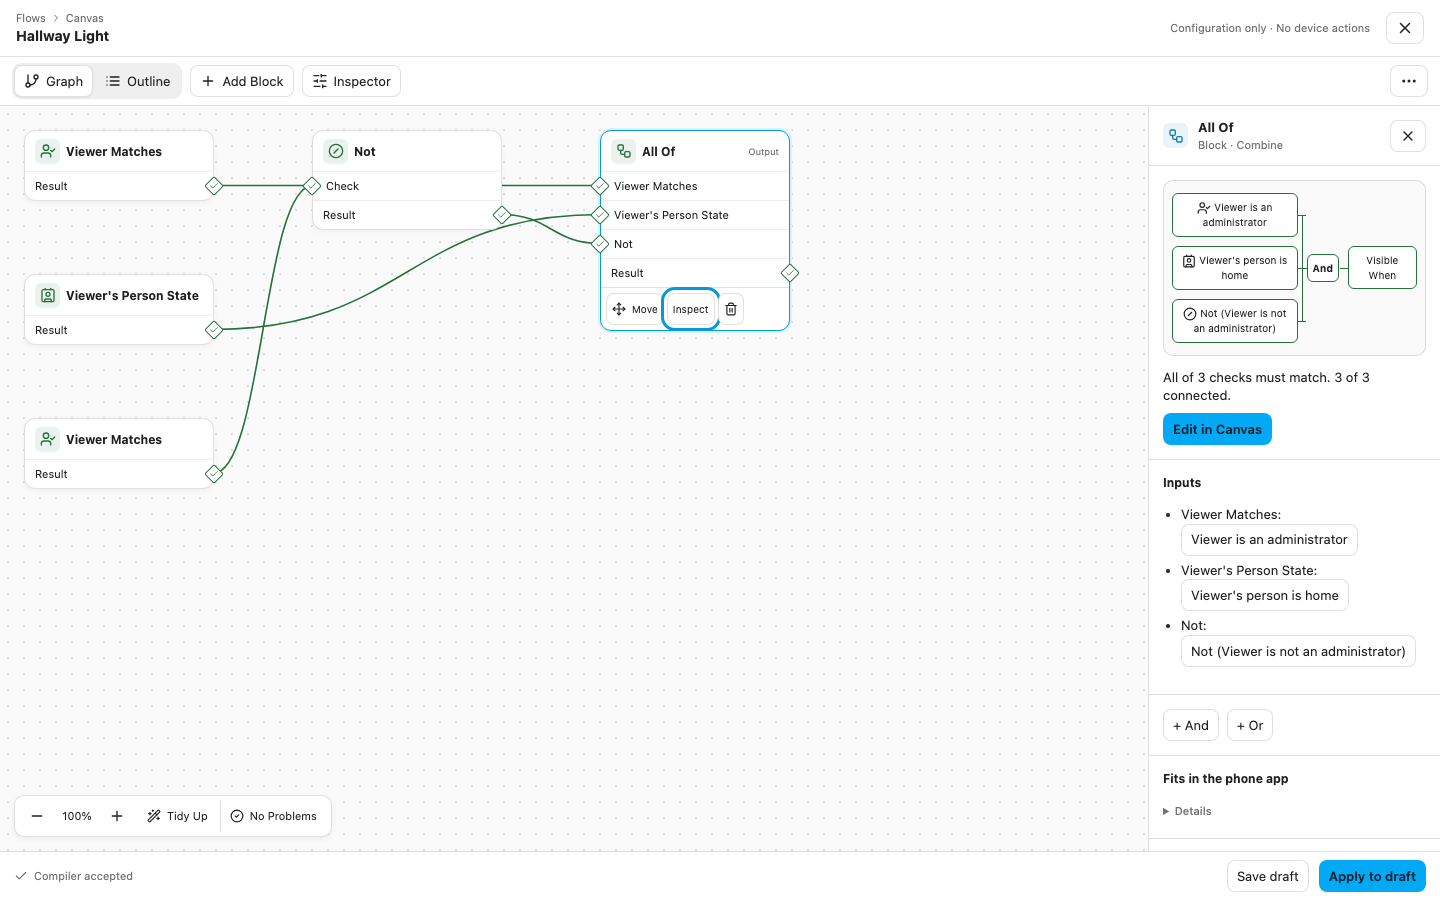 Flows > Canvas
Hallway Light
Configuration only · No device actions
Graph
Outline
Add Block
Inspector
Viewer Matches
Result
Not
Check
Result
All Of
Output
Viewer Matches
Viewer's Person State
Not
Result
Move
Inspect
Viewer's Person State
Result
Viewer Matches
Result
100%
Tidy Up
No Problems
All Of
Block · Combine
Viewer is an
administrator
Viewer's person is
home
Not (Viewer is not
an administrator)
And
Visible
When
All of 3 checks must match. 3 of 3
connected.
Edit in Canvas
Inputs
• Viewer Matches:
Viewer is an administrator
• Viewer's Person State:
Viewer's person is home
• Not:
Not (Viewer is not an administrator)
+ And
+ Or
Fits in the phone app
Details
Compiler accepted
Save draft
Apply to draft